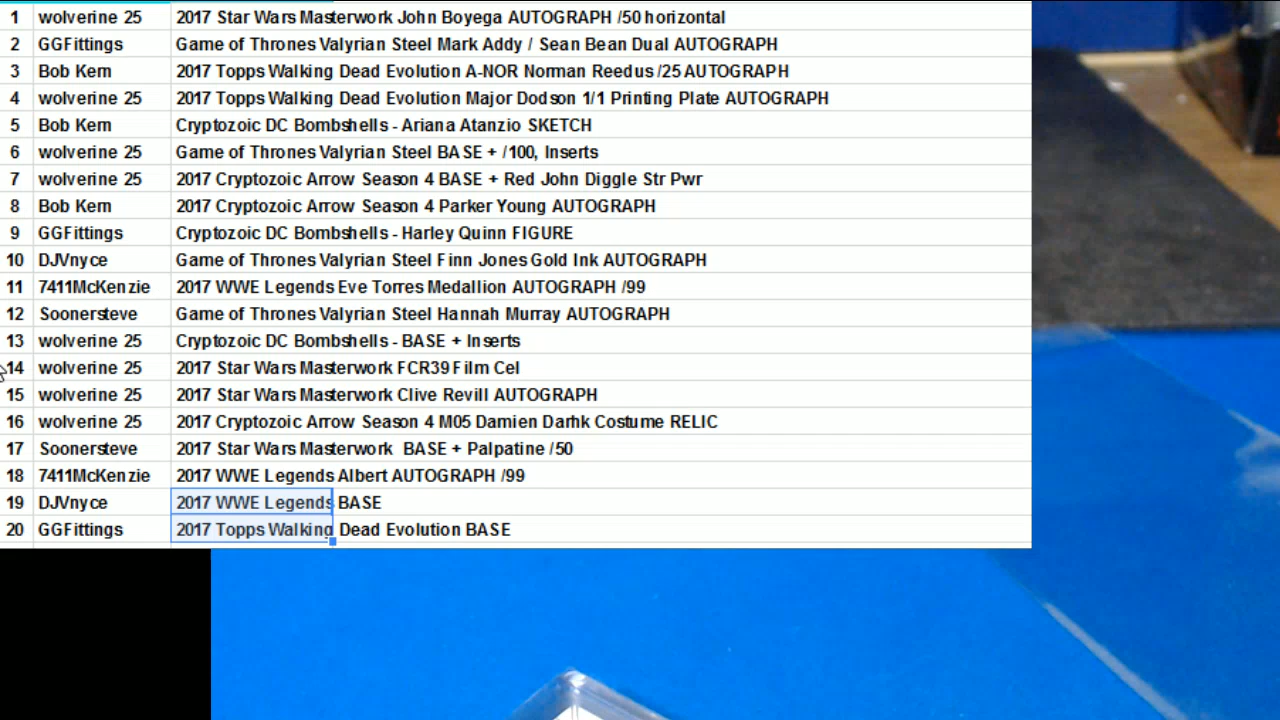 1 wolverine 25 2017 Star Wars Masterwork John Boyega AUTOGRAPH /50 horizontal
2 GGFittings Game of Thrones Valyrian Steel Mark Addy / Sean Bean Dual AUTOGRAPH
3 Bob Kern 2017 Topps Walking Dead Evolution A-NOR Norman Reedus /25 AUTOGRAPH
4 wolverine 25 2017 Topps Walking Dead Evolution Major Dodson 1/1 Printing Plate AUTOGRAPH
5 Bob Kern Cryptozoic DC Bombshells - Ariana Atanzio SKETCH
6 wolverine 25 Game of Thrones Valyrian Steel BASE + /100, Inserts
7 wolverine 25 2017 Cryptozoic Arrow Season 4 BASE + Red John Diggle Str Pwr
8 Bob Kern 2017 Cryptozoic Arrow Season 4 Parker Young AUTOGRAPH
9 GGFittings Cryptozoic DC Bombshells - Harley Quinn FIGURE
10 DJVnyce Game of Thrones Valyrian Steel Finn Jones Gold Ink AUTOGRAPH
11 7411McKenzie 2017 WWE Legends Eve Torres Medallion AUTOGRAPH /99
12 Soonersteve Game of Thrones Valyrian Steel Hannah Murray AUTOGRAPH
13 wolverine 25 Cryptozoic DC Bombshells - BASE + Inserts
14 wolverine 25 2017 Star Wars Masterwork FCR39 Film Cel
15 wolverine 25 2017 Star Wars Masterwork Clive Revill AUTOGRAPH
16 wolverine 25 2017 Cryptozoic Arrow Season 4 M05 Damien Darhk Costume RELIC
17 Soonersteve 2017 Star Wars Masterwork BASE + Palpatine /50
18 7411McKenzie 2017 WWE Legends Albert AUTOGRAPH /99
19 DJVnyce 2017 WWE Legends BASE
20 GGFittings 2017 Topps Walking Dead Evolution BASE